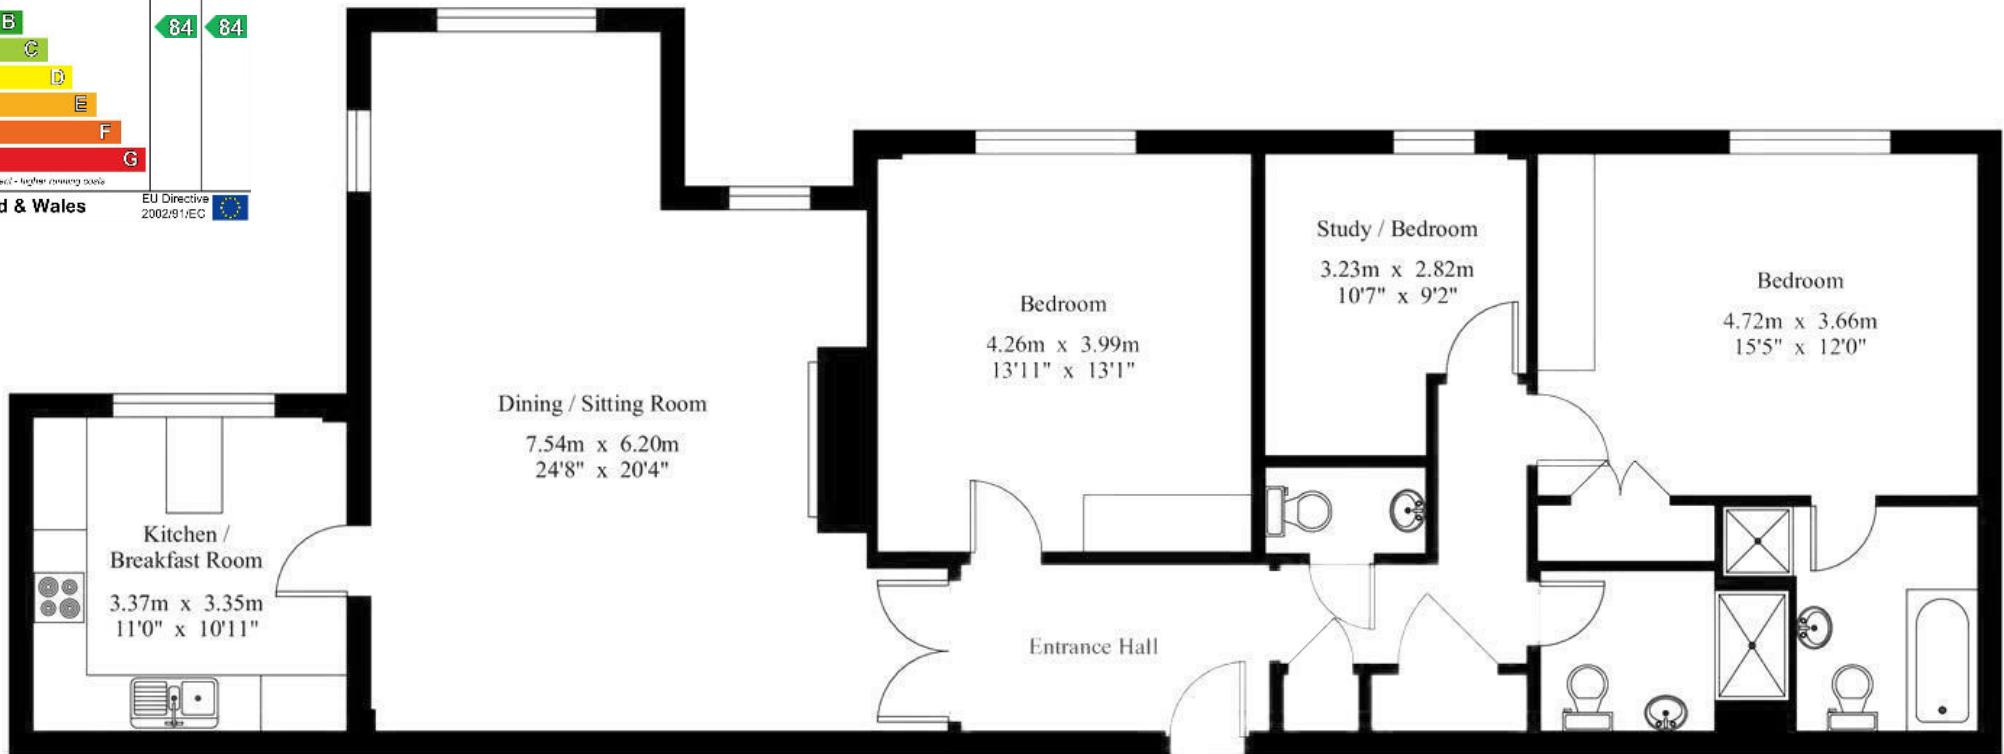 B
84 84
C
D
E
F
G
- higher running costs
d & Wales
EU Directive
2002/91/EC
Dining / Sitting Room
7.54m x 6.20m
24'8" x 20'4"
Kitchen /
Breakfast Room
3.37m x 3.35m
11'0" x 10'11"
Bedroom
4.26m x 3.99m
13'11" x 13'1"
Study / Bedroom
3.23m x 2.82m
10'7" x 9'2"
Bedroom
4.72m x 3.66m
15'5" x 12'0"
Entrance Hall